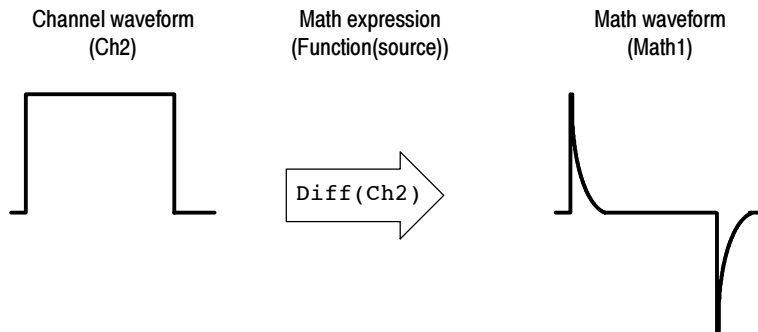 Channel waveform
(Ch2)
Math expression
(Function(source))
Math waveform
(Math1)
Diff(Ch2)